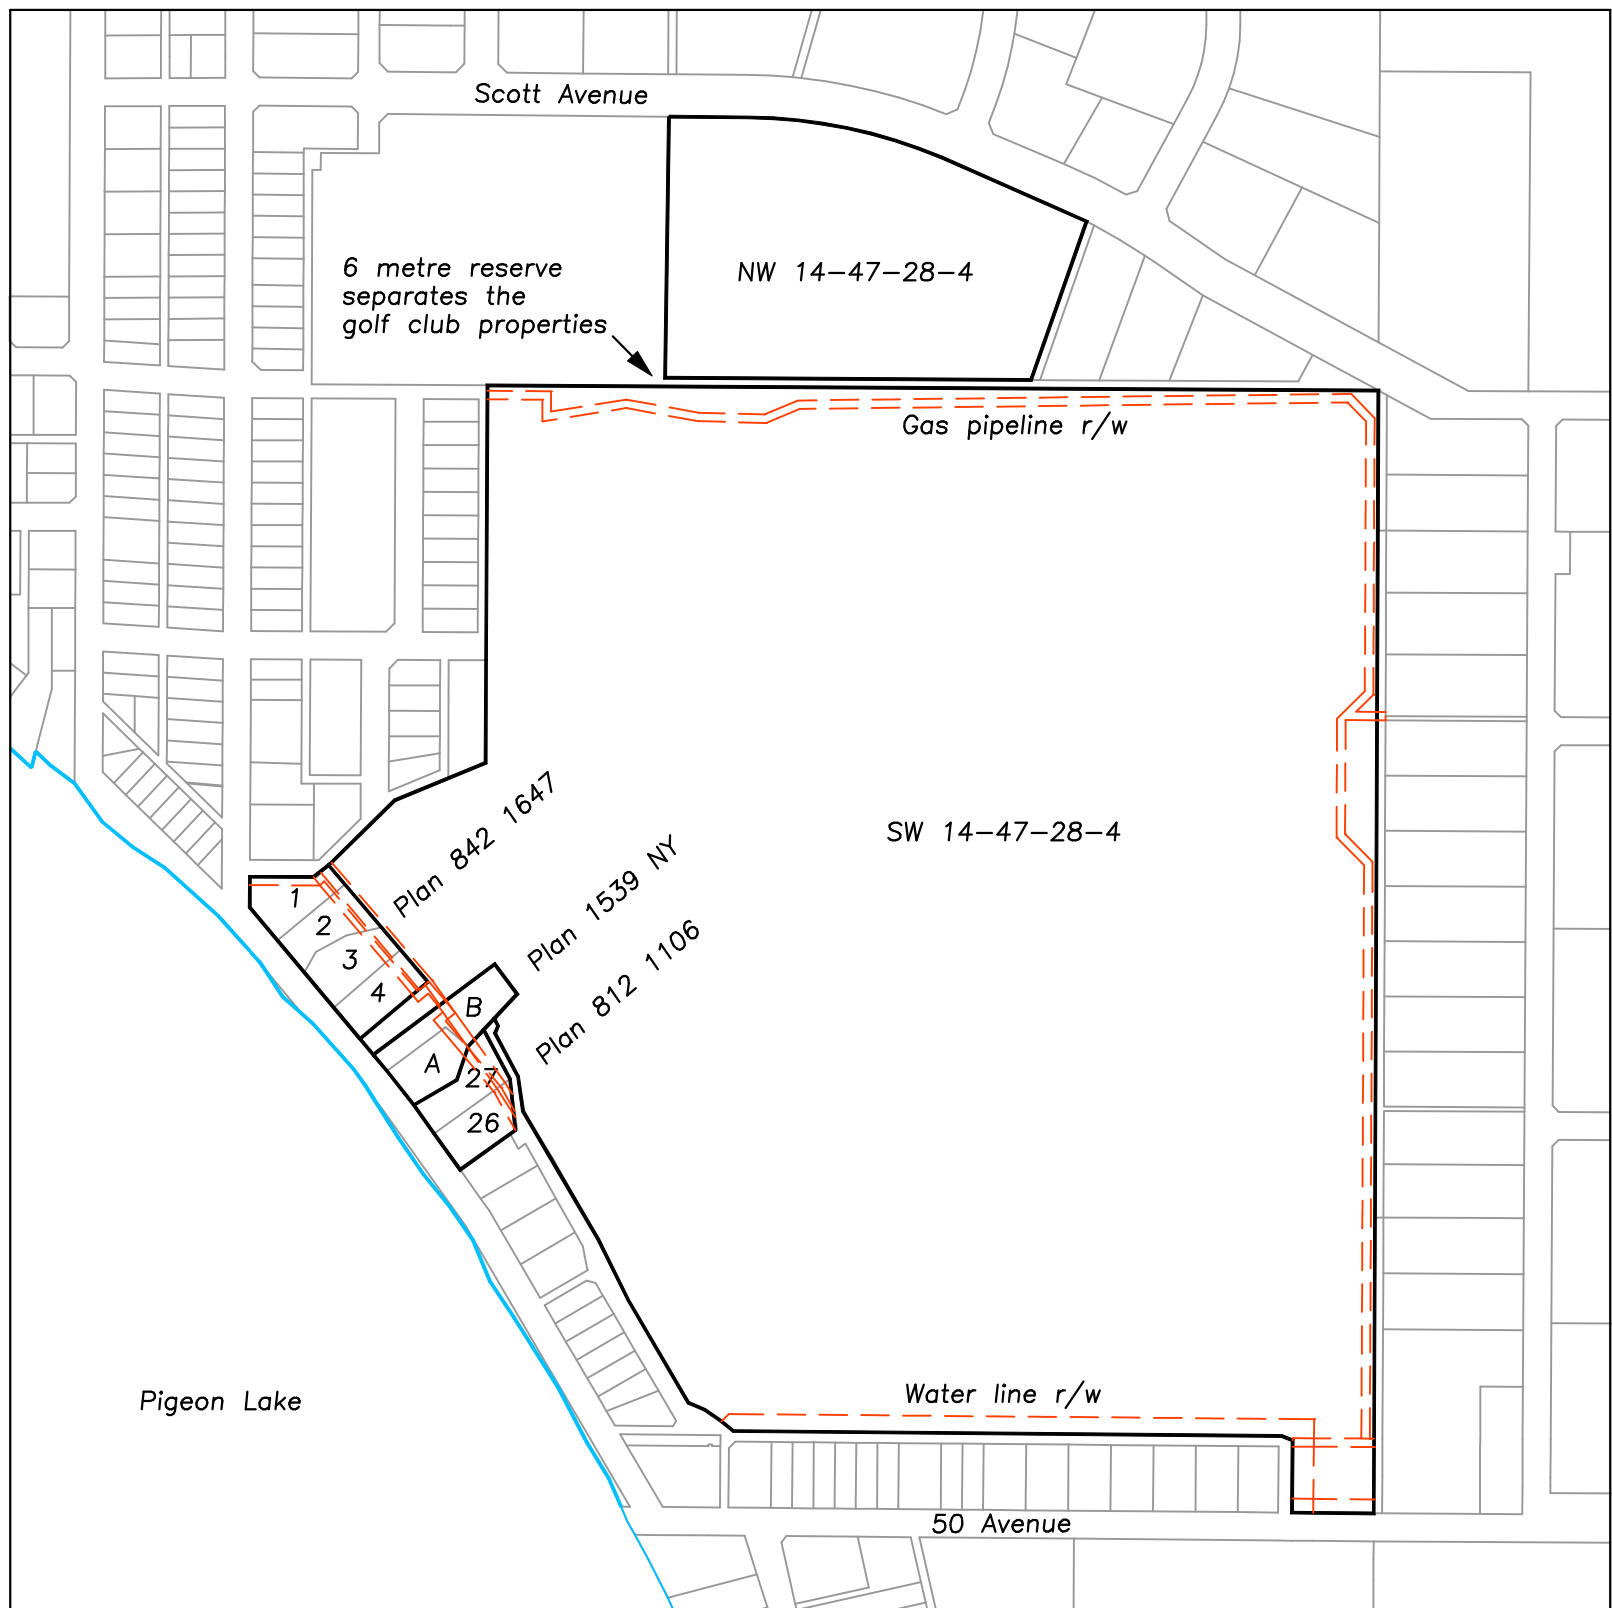 Scott Avenue
6 metre reserve
separates the
golf club properties
NW 14-47-28-4
Gas pipeline r/w
SW 14-47-28-4
Plan 842 1647
Plan 1539 NY
Plan 812 1106
1
2
3
4
B
A
27
26
Pigeon Lake
Water line r/w
50 Avenue